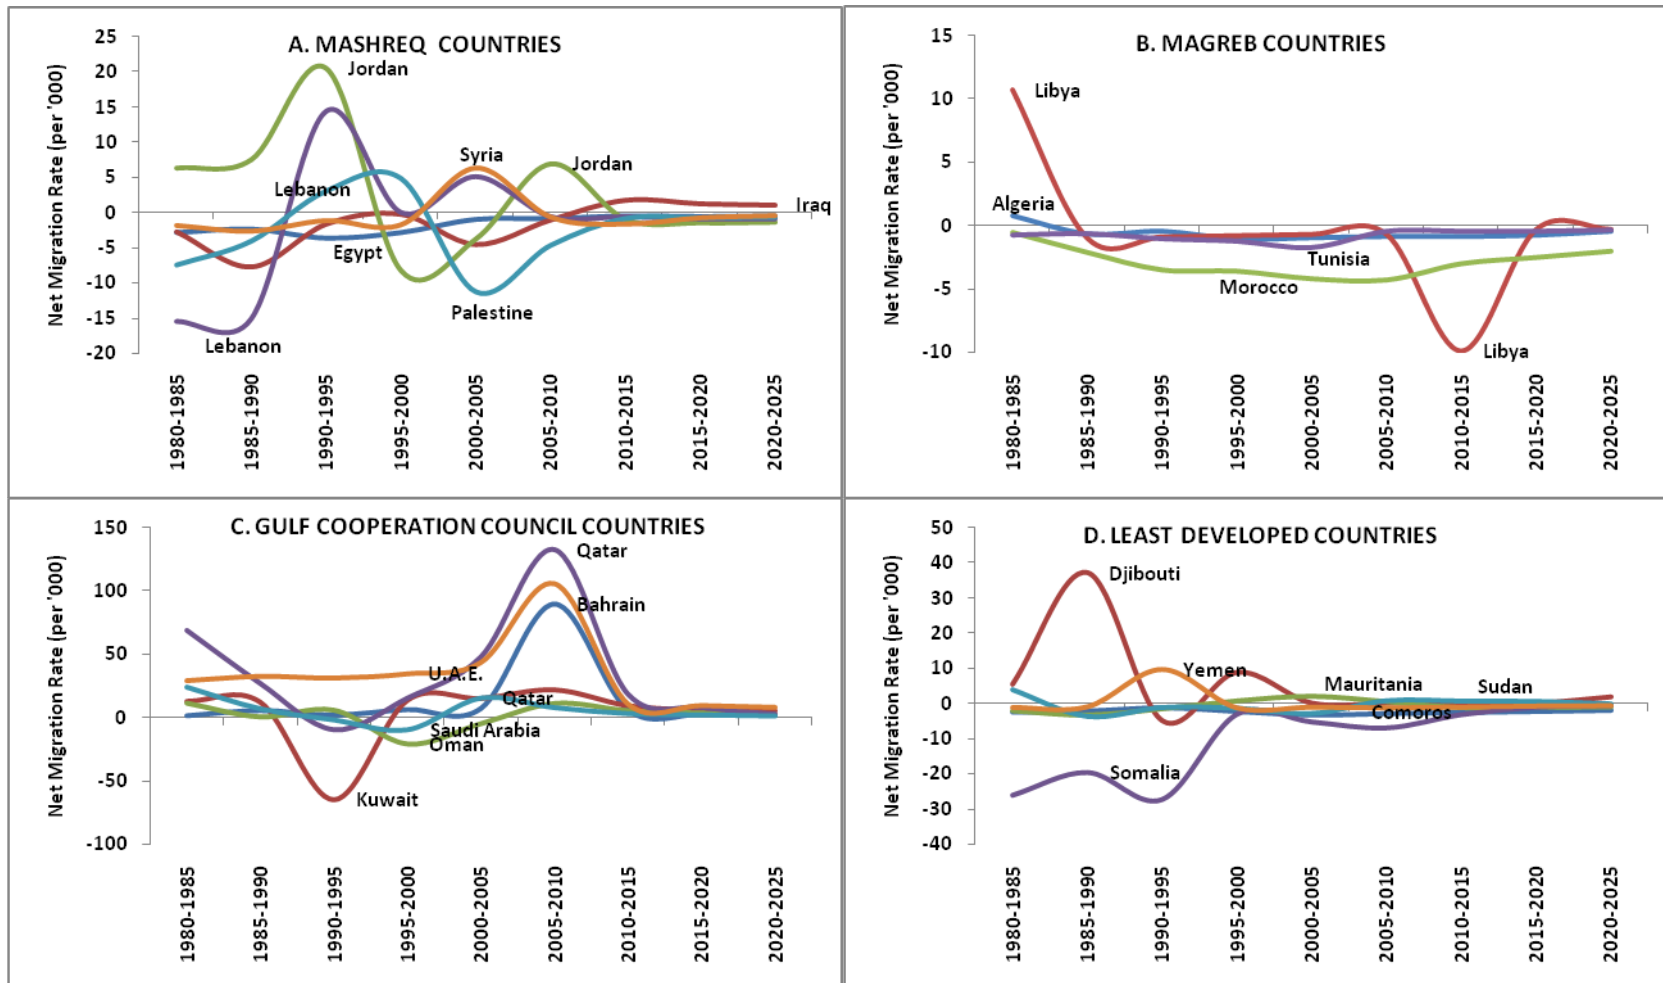 A. MASHREQ COUNTRIES
Net Migration Rate (per '000)
25
20
15
10
5
0
-5
-10
-15
-20
Jordan
Lebanon
Syria
Jordan
Iraq
Egypt
Palestine
Lebanon
1980-1985
1985-1990
1990-1995
1995-2000
2000-2005
2005-2010
2010-2015
2015-2020
2020-2025
B. MAGREB COUNTRIES
Net Migration Rate (per '000)
15
10
5
0
-5
-10
Libya
Algeria
Tunisia
Morocco
Libya
1980-1985
1985-1990
1990-1995
1995-2000
2000-2005
2005-2010
2010-2015
2015-2020
2020-2025
C. GULF COOPERATION COUNCIL COUNTRIES
Net Migration Rate (per '000)
150
100
50
0
-50
-100
Qatar
Bahrain
U.A.E.
Qatar
Saudi Arabia
Oman
Kuwait
1980-1985
1985-1990
19990-1995
19995-2000
2000-2005
2005-2010
2010-2015
2015-2020
2020-2025
D. LEAST DEVELOPED COUNTRIES
Net Migration Rate (per '000)
50
40
30
20
10
0
-10
-20
-30
-40
Djibouti
Yemen
Mauritania
Sudan
Comoros
Somalia
1980-1985
1985-1990
1990-1995
1995-2000
2000-2005
2005-2010
2010-2015
2015-2020
2020-2025